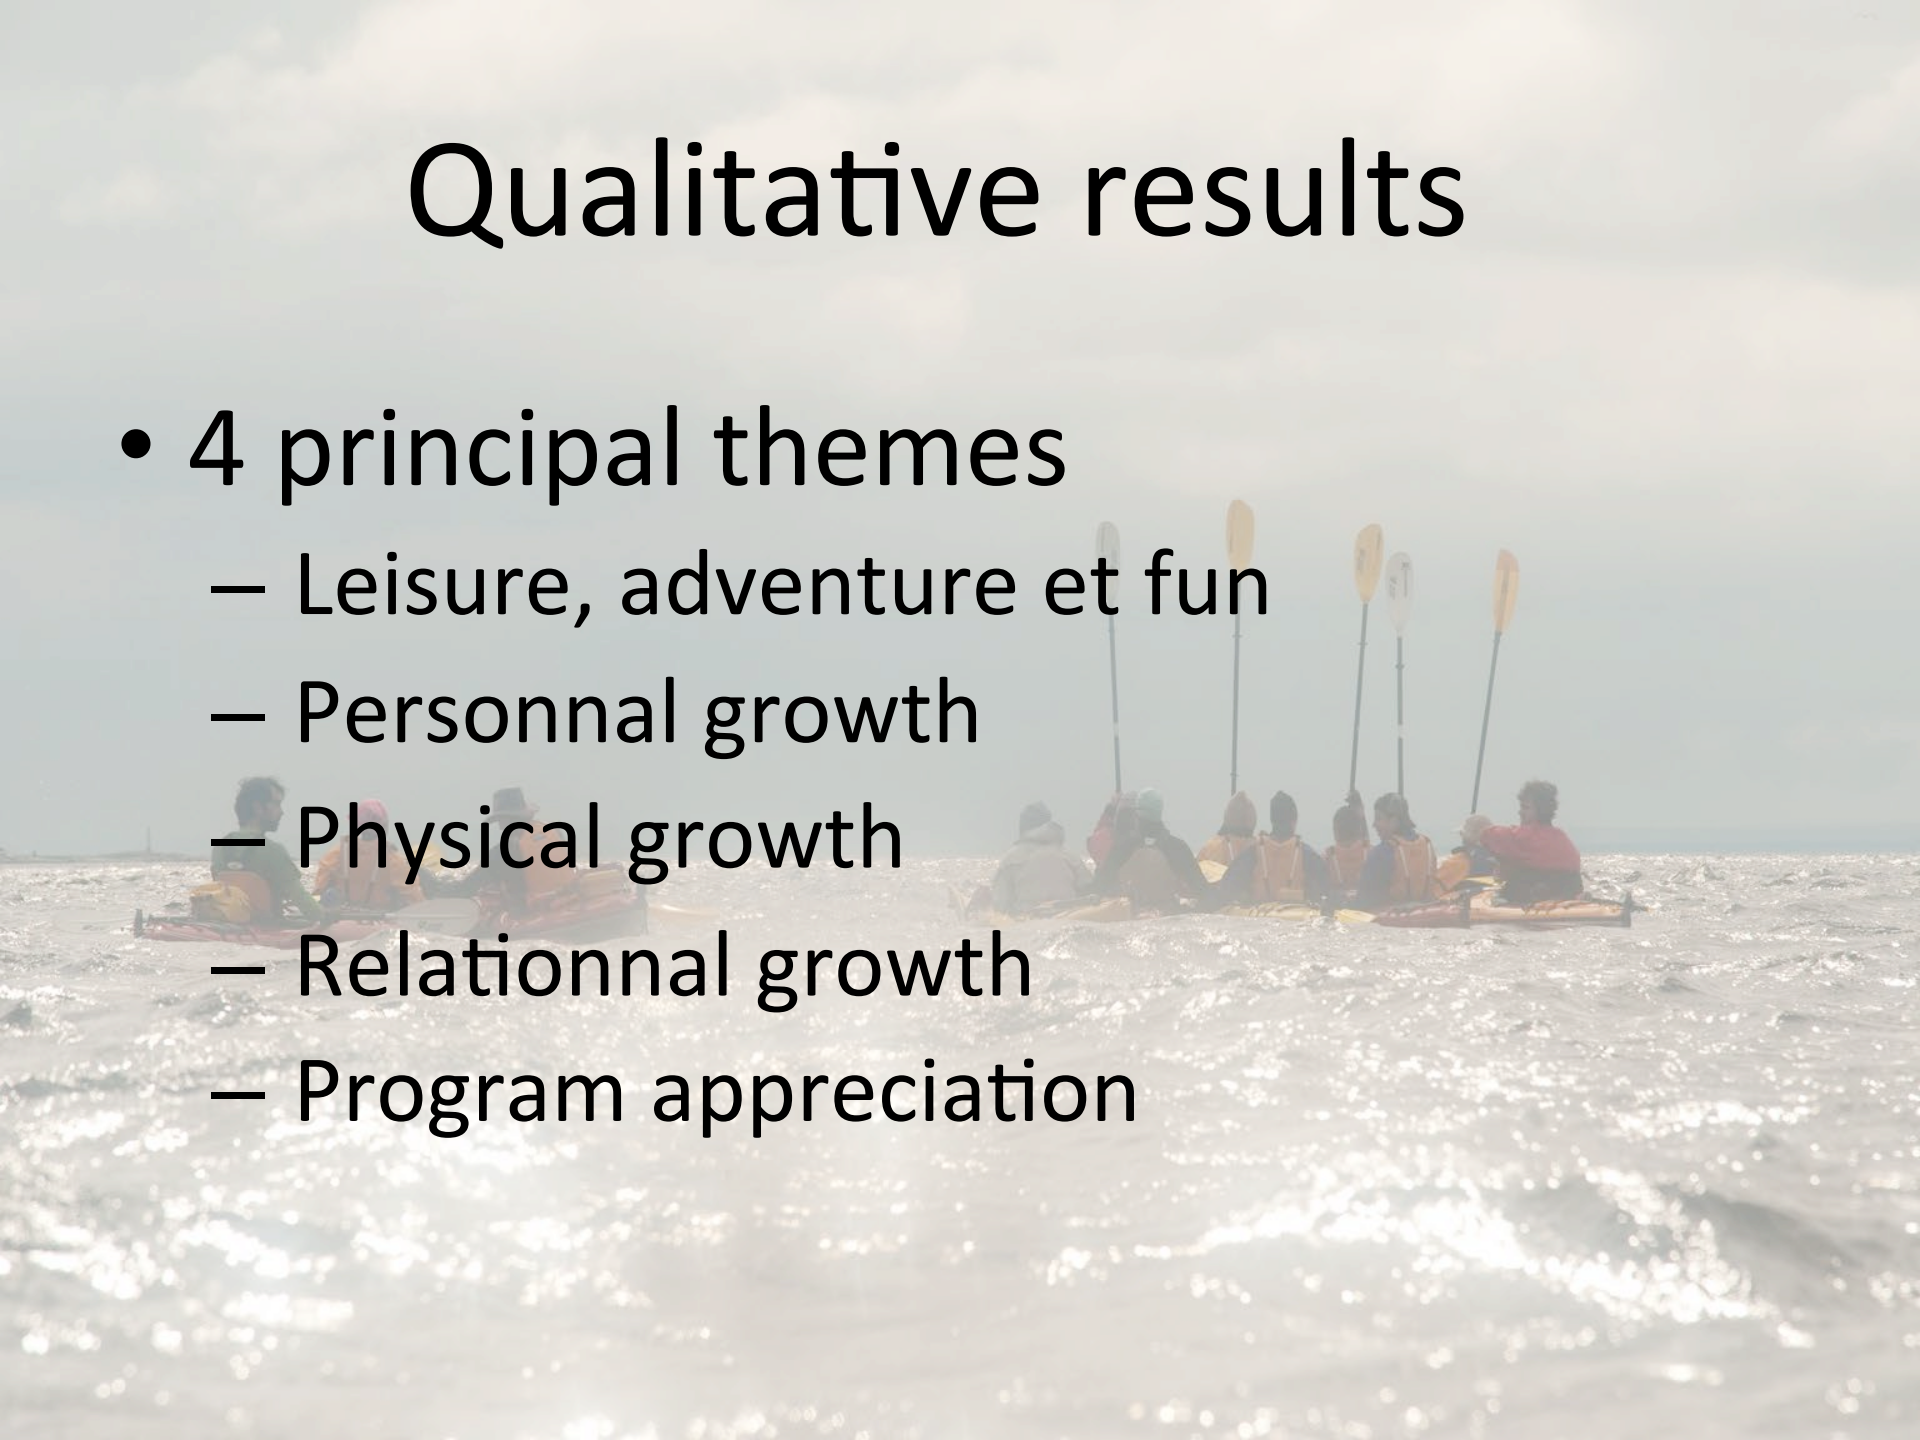 Qualitative results
• 4 principal themes
– Leisure, adventure et fun
– Personnal growth
– Physical growth
– Relationnal growth
– Program appreciation